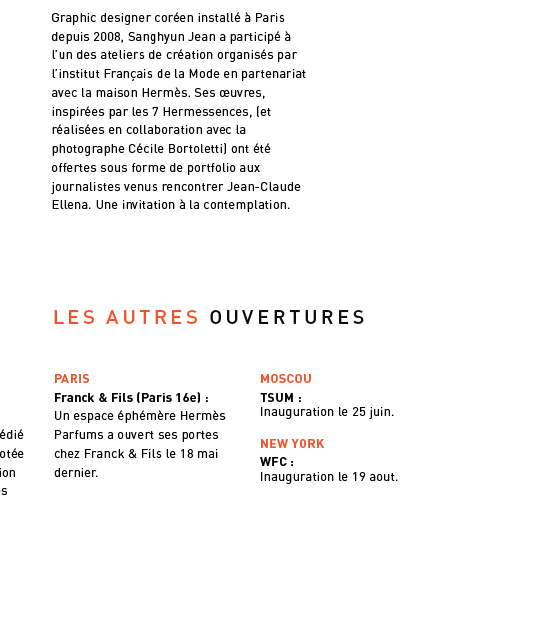 Graphic designer coréen installé à Paris
depuis 2008, Sanghyun Jean a participé à
l'un des ateliers de création organisés par
l'institut Français de la Mode en partenariat
avec la maison Hermès. Ses œuvres,
inspirées par les 7 Hermessences, (et
réalisées en collaboration avec la
photographe Cécile Bortoletti) ont été
offertes sous forme de portfolio aux
journalistes venus rencontrer Jean-Claude
Ellena. Une invitation à la contemplation.
LES AUTRES OUVERTURES
édié
otée
ion
s
PARIS
Franck & Fils (Paris 16e) :
Un espace éphémère Hermès
Parfums a ouvert ses portes
chez Franck & Fils le 18 mai
dernier.
MOSCOU
TSUM :
Inauguration le 25 juin.
NEW YORK
WFC :
Inauguration le 19 aout.